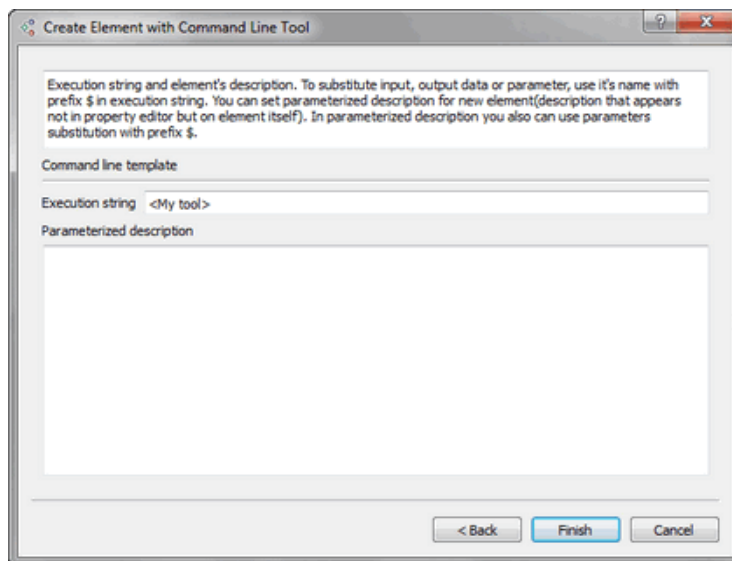 Create Element with Command Line Tool
Execution string and element's description. To substitute input, output data or parameter, use it's name with
prefix $ in execution string. You can set parameterized description for new element(description that appears
not in property editor but on element itself). In parameterized description you also can use parameters
substitution with prefix $.
Command line template
Execution string <My tool>
Parameterized description
< Back Finish Cancel